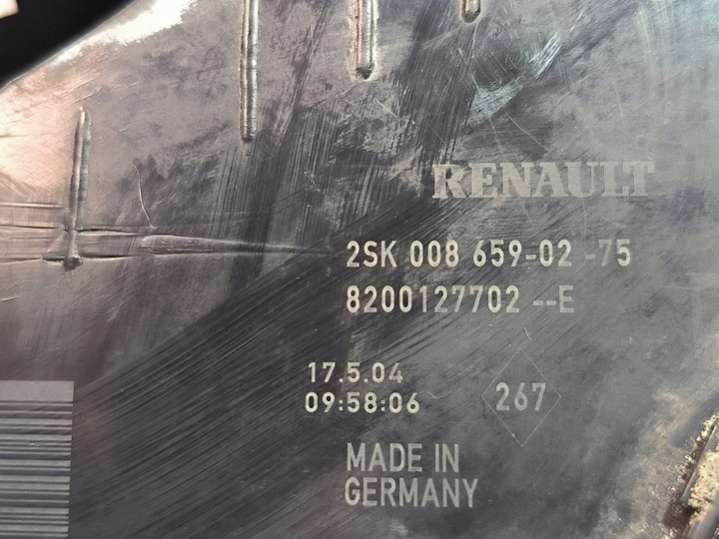 RENAULT
2SK 008 659-02 -75
8200127702 --E
17.5.04
09:58:06
267
MADE IN
GERMANY